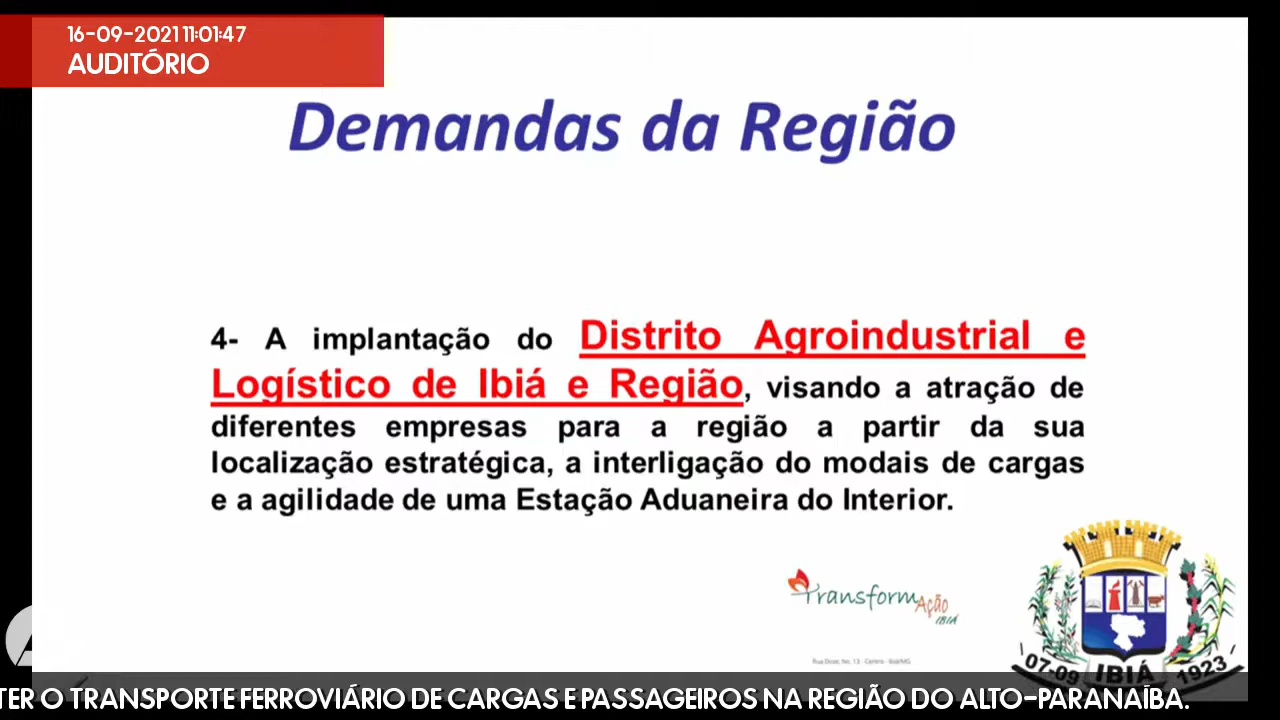 16-09-2021 11:01:47
AUDITÓRIO
Demandas da Região
4- A implantação do Distrito Agroindustrial e
Logístico de Ibiá e Região, visando a atração de
diferentes empresas para a região a partir da sua
localização estratégica, a interligação do modais de cargas
e a agilidade de uma Estação Aduaneira do Interior.
TransformAção
IBIÁ
07-09 IBIÁ 1923
TER O TRANSPORTE FERROVIÁRIO DE CARGAS E PASSAGEIROS NA REGIÃO DO ALTO-PARANAÍBA.